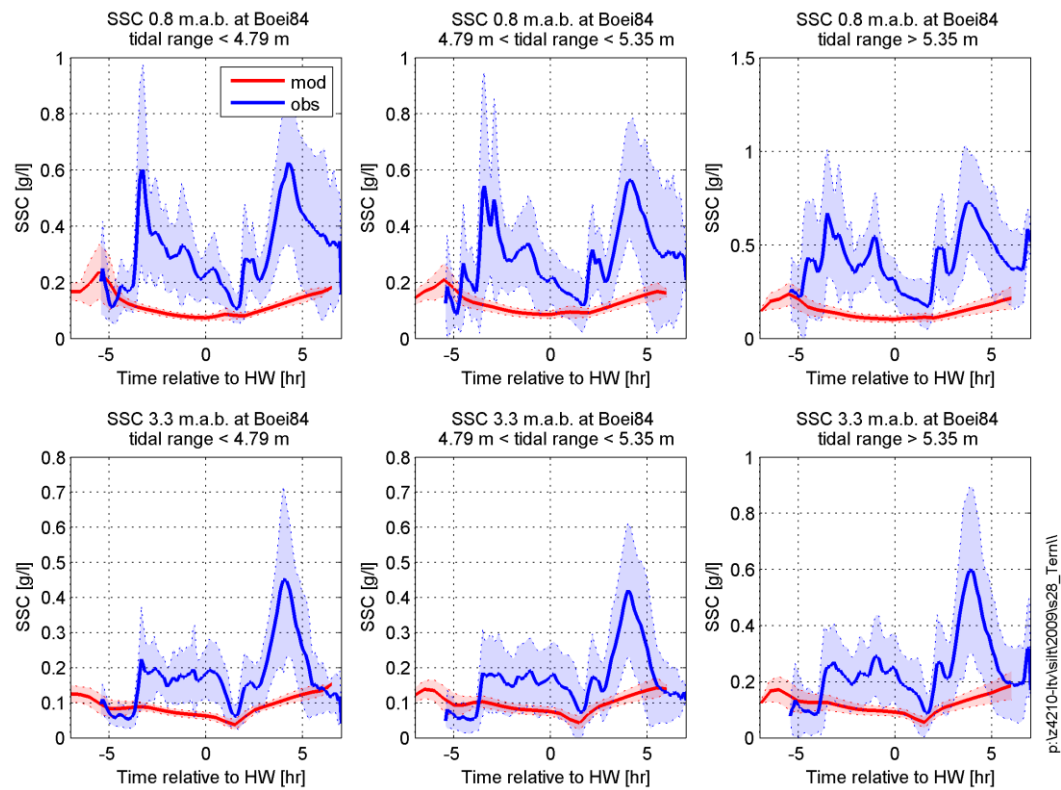 SSC 0.8 m.a.b. at Boei84
tidal range < 4.79 m
1
0.8
0.6
0.4
0.2
0
SSC [g/l]
mod
obs
-5
0
5
Time relative to HW [hr]
SSC 0.8 m.a.b. at Boei84
4.79 m < tidal range < 5.35 m
1
0.8
0.6
0.4
0.2
0
SSC [g/l]
-5
0
5
Time relative to HW [hr]
SSC 0.8 m.a.b. at Boei84
tidal range > 5.35 m
1.5
1
0.5
0
SSC [g/l]
-5
0
5
Time relative to HW [hr]
SSC 3.3 m.a.b. at Boei84
tidal range < 4.79 m
0.8
0.7
0.6
0.5
0.4
0.3
0.2
0.1
0
SSC [g/l]
-5
0
5
Time relative to HW [hr]
SSC 3.3 m.a.b. at Boei84
4.79 m < tidal range < 5.35 m
0.8
0.7
0.6
0.5
0.4
0.3
0.2
0.1
0
SSC [g/l]
-5
0
5
Time relative to HW [hr]
SSC 3.3 m.a.b. at Boei84
tidal range > 5.35 m
1
0.8
0.6
0.4
0.2
0
SSC [g/l]
-5
0
5
Time relative to HW [hr]
p:\z4210-ltv\silt\2009\s28_Tern\\